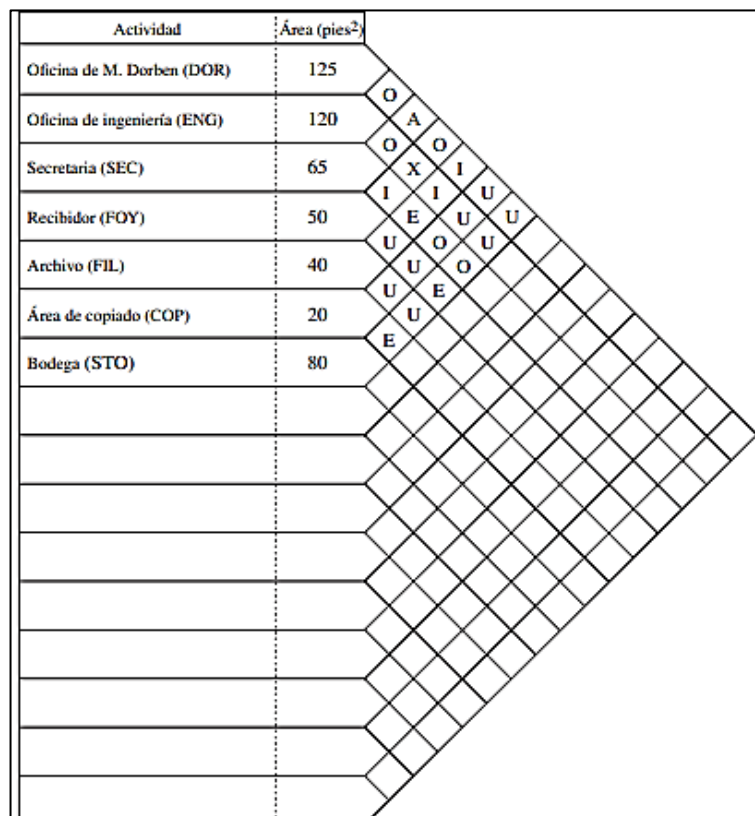 Actividad Área (pies²)
Oficina de M. Dorben (DOR) 125
O
Oficina de ingeniería (ENG) 120 A
O O
Secretaria (SEC) 65 X I
I I U
Recibidor (FOY) 50 E U U
U O U
Archivo (FIL) 40 U O
U E
Área de copiado (COP) 20 U
E
Bodega (STO) 80